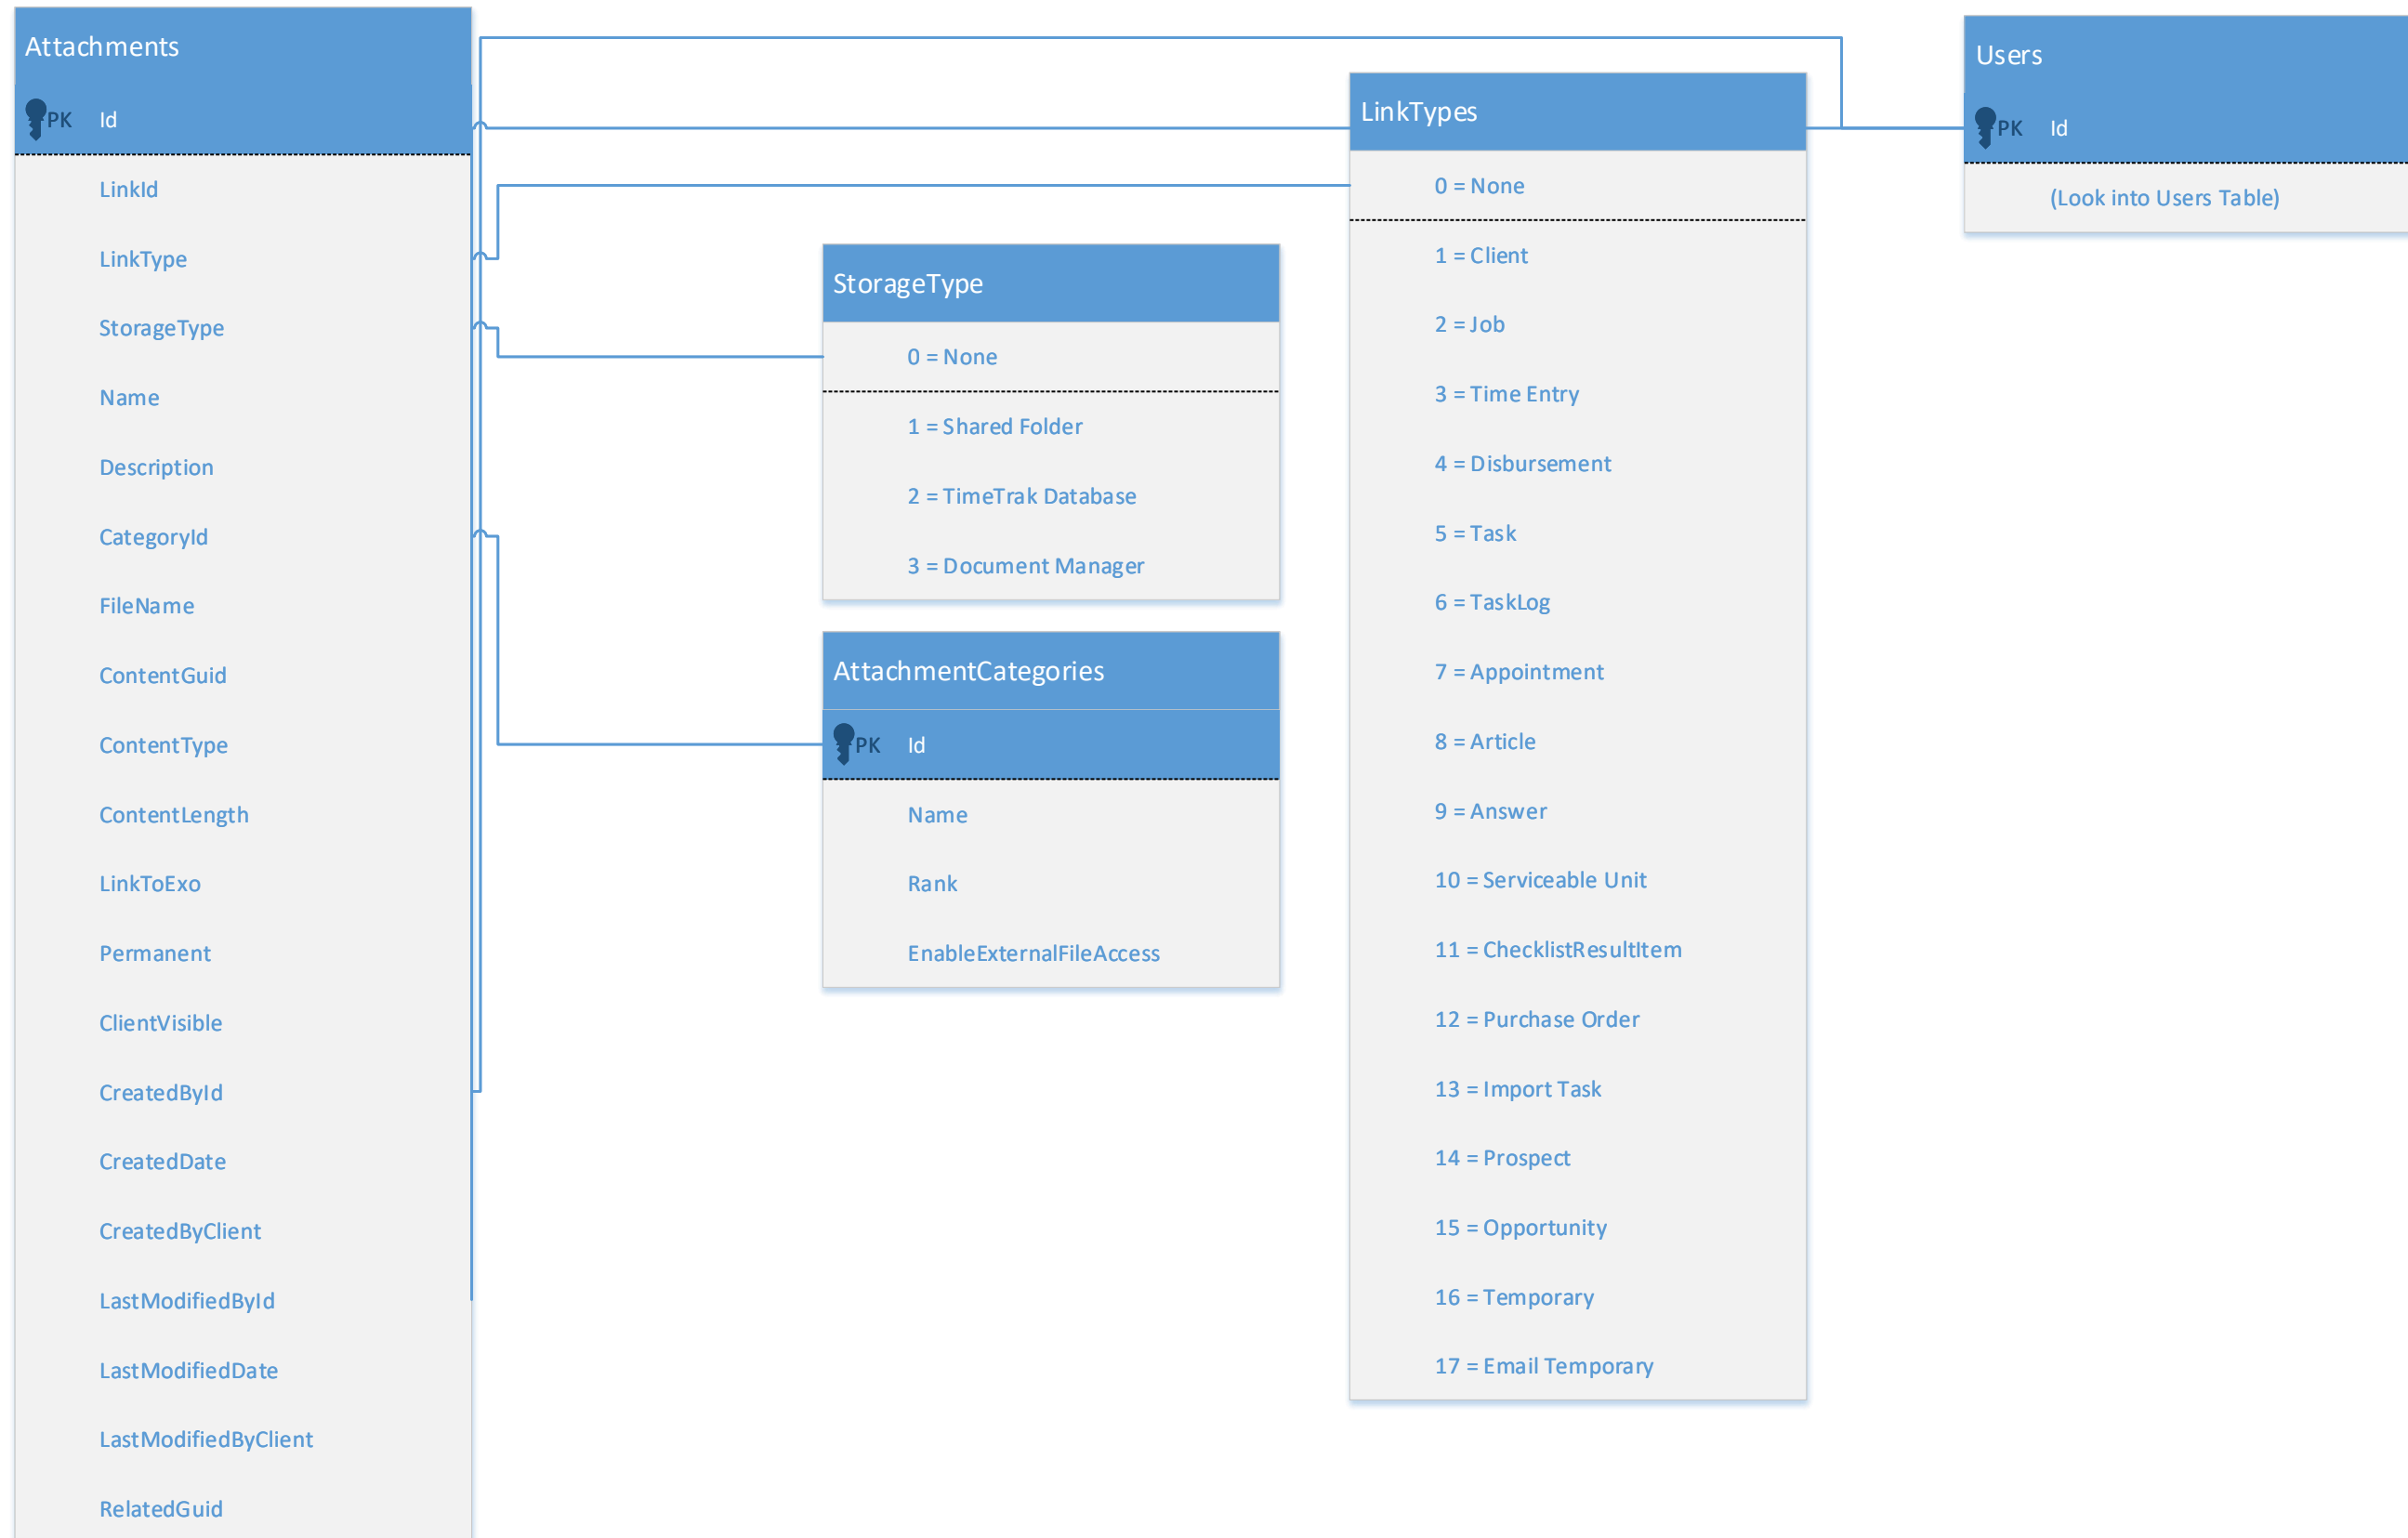 Attachments
PK Id
LinkId
LinkType
StorageType
Name
Description
CategoryId
FileName
ContentGuid
ContentType
ContentLength
LinkToExo
Permanent
ClientVisible
CreatedById
CreatedDate
CreatedByClient
LastModifiedById
LastModifiedDate
LastModifiedByClient
RelatedGuid
StorageType
0 = None
1 = Shared Folder
2 = TimeTrak Database
3 = Document Manager
AttachmentCategories
PK Id
Name
Rank
EnableExternalFileAccess
LinkTypes
0 = None
1 = Client
2 = Job
3 = Time Entry
4 = Disbursement
5 = Task
6 = TaskLog
7 = Appointment
8 = Article
9 = Answer
10 = Serviceable Unit
11 = ChecklistResultItem
12 = Purchase Order
13 = Import Task
14 = Prospect
15 = Opportunity
16 = Temporary
17 = Email Temporary
Users
PK Id
(Look into Users Table)